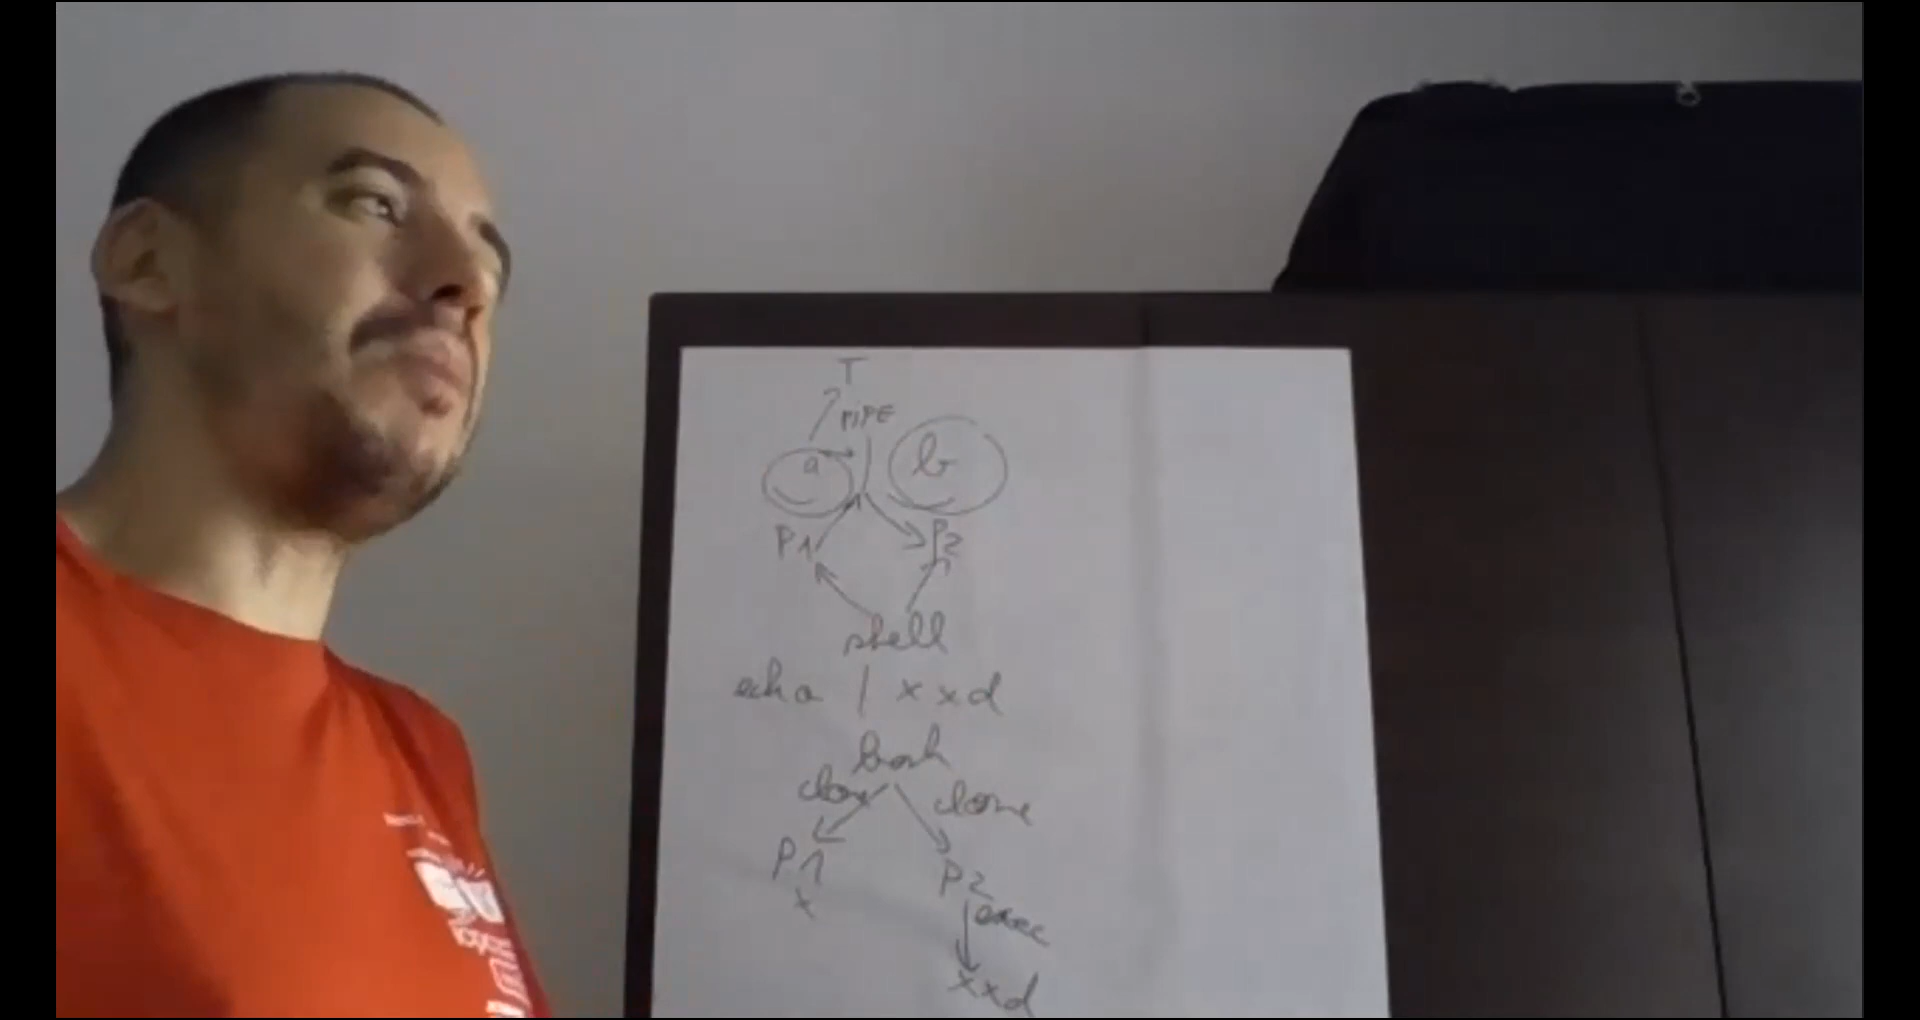 T
PIPE
a b
P1 P2
shell
echo | xxd
bash
clone clone
P1 P2
x exec
xxd